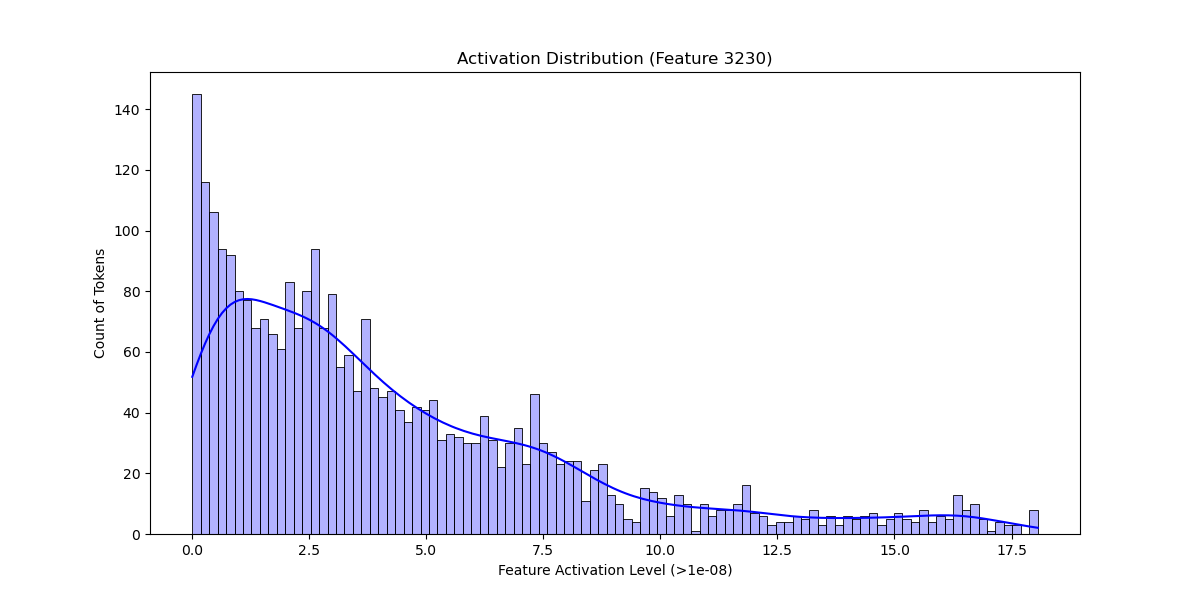 Activation Distribution (Feature 3230)
140
120
100
80
60
40
20
0
Count of Tokens
0.0 2.5 5.0 7.5 10.0 12.5 15.0 17.5
Feature Activation Level (>1e-08)